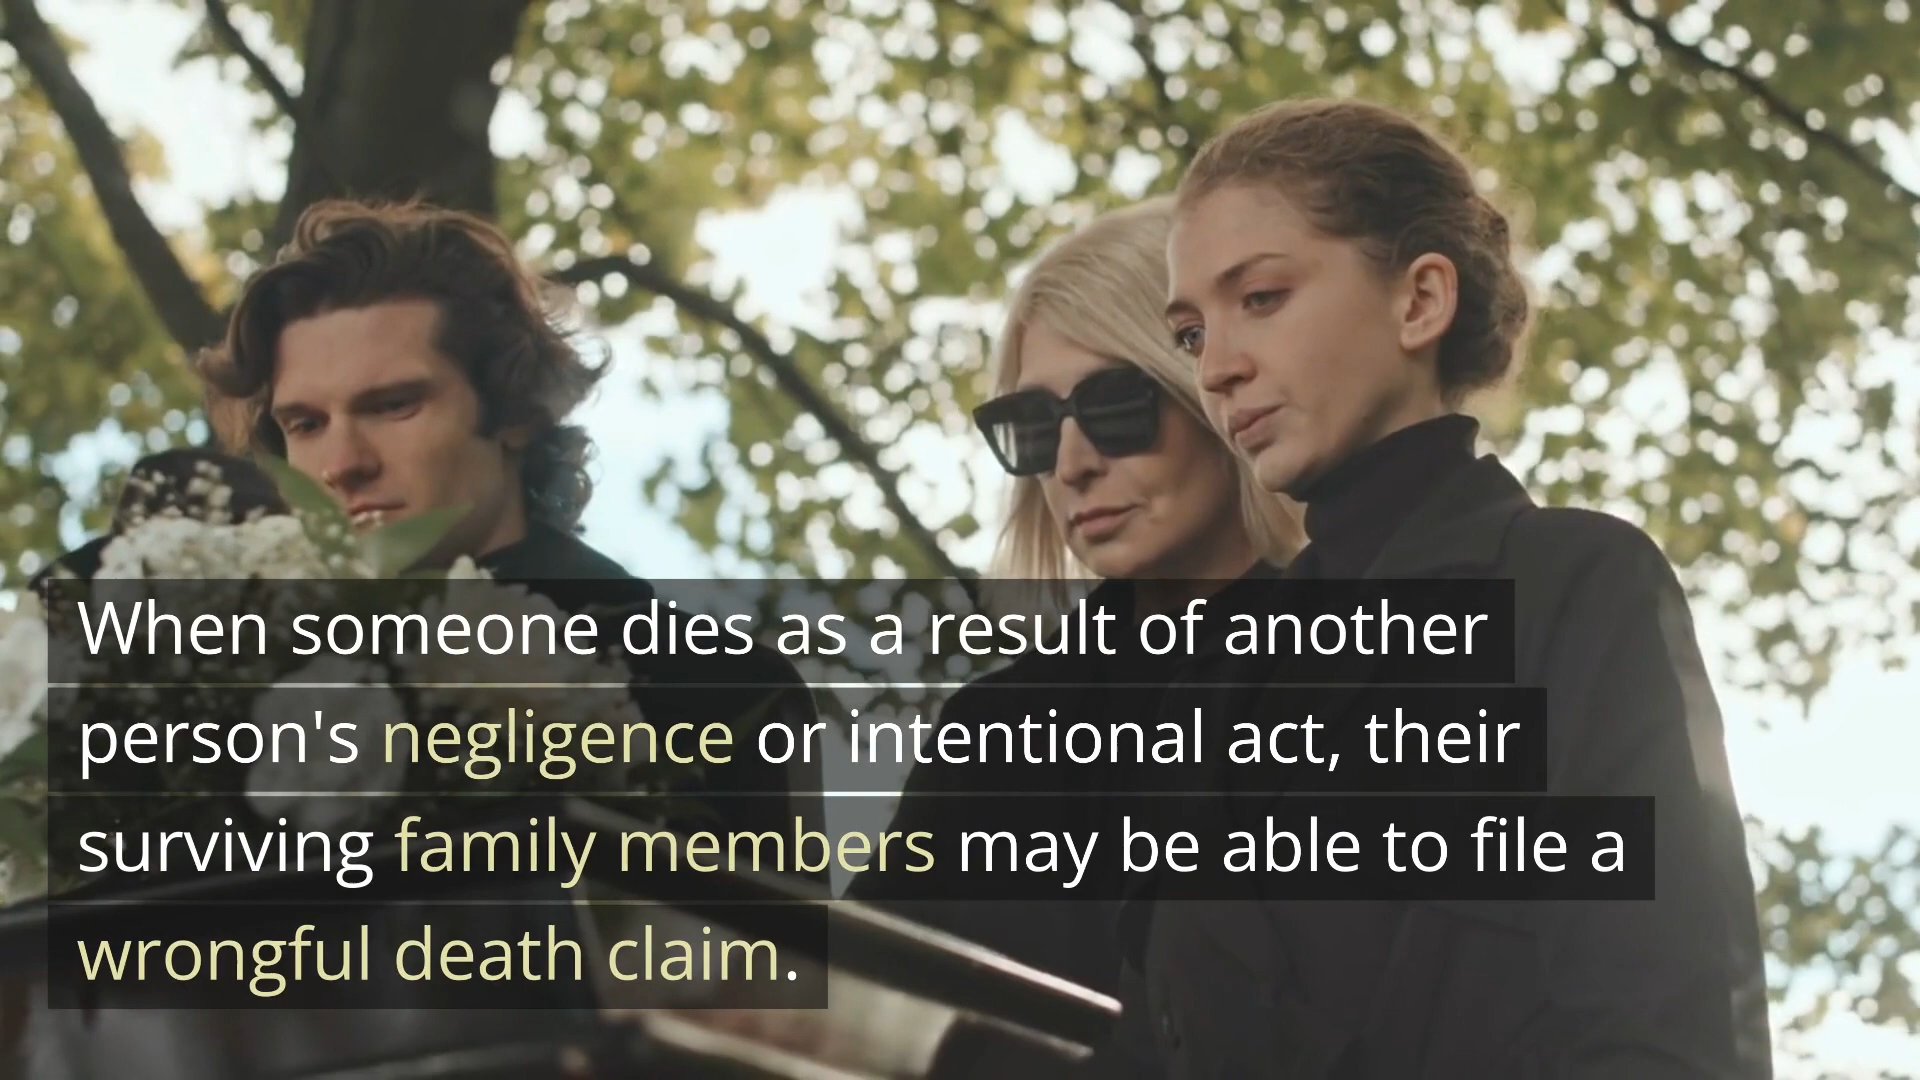 When someone dies as a result of another
person's negligence or intentional act, their
surviving family members may be able to file a
wrongful death claim.